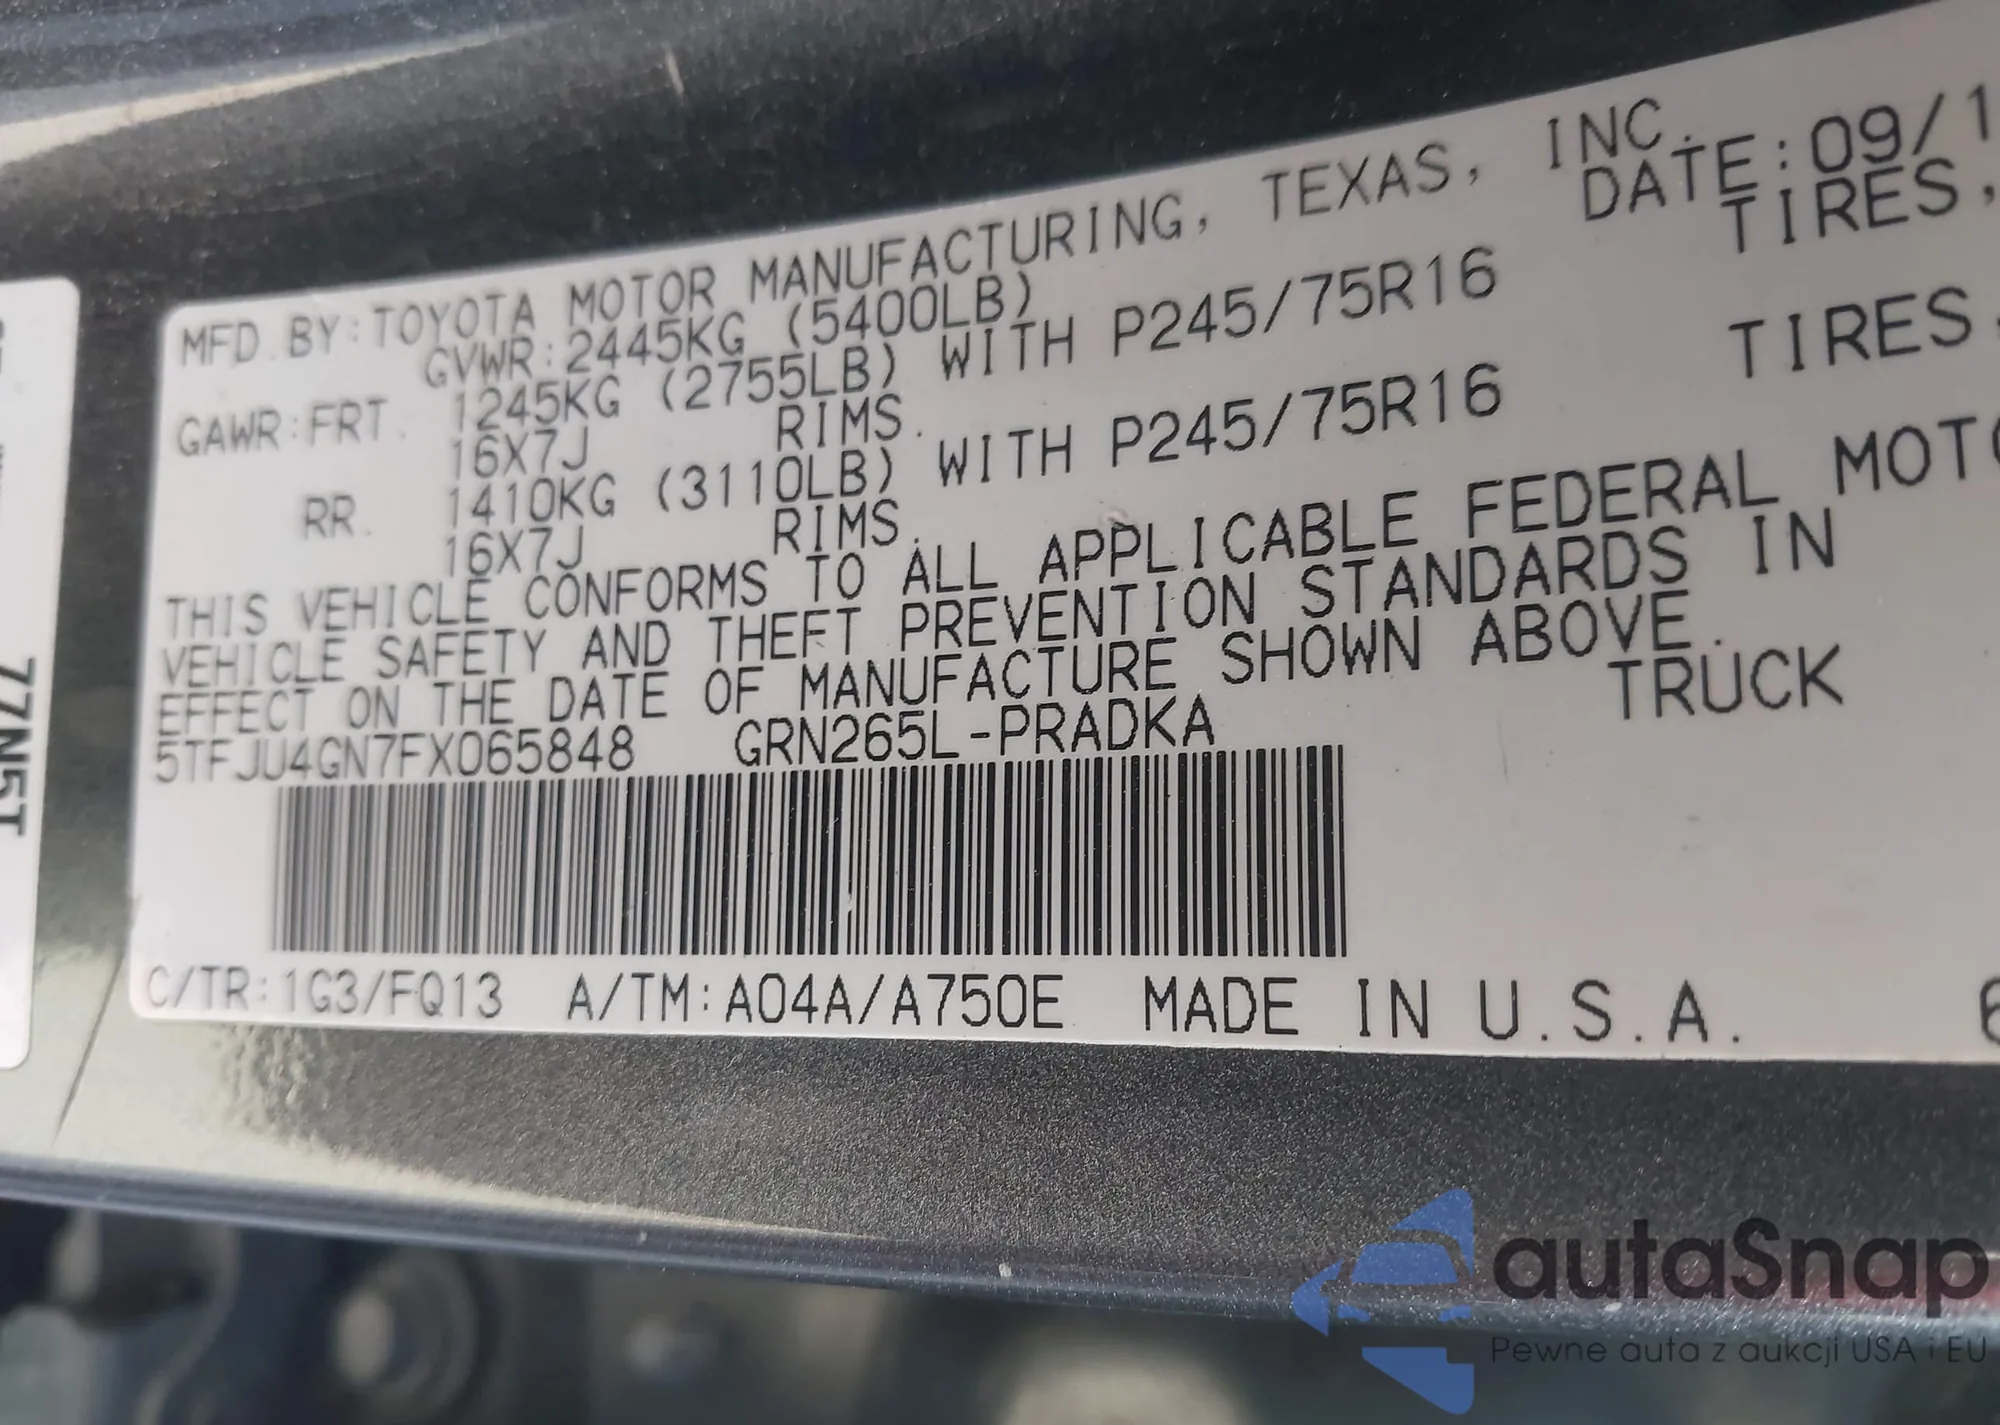 MFD.BY:TOYOTA MOTOR MANUFACTURING, TEXAS, INC.
GVWR:2445KG (5400LB) DATE:09/1
GAWR:FRT. 1245KG (2755LB) WITH P245/75R16 TIRES,
16X7J RIMS.
RR. 1410KG (3110LB) WITH P245/75R16 TIRES,
16X7J RIMS.
THIS VEHICLE CONFORMS TO ALL APPLICABLE FEDERAL MOTO
VEHICLE SAFETY AND THEFT PREVENTION STANDARDS IN
EFFECT ON THE DATE OF MANUFACTURE SHOWN ABOVE.
5TFJU4GN7FX065848 GRN265L-PRADKA TRUCK
C/TR:1G3/FQ13 A/TM:A04A/A750E MADE IN U.S.A.
77N5T
autaSnap
Pewne auta z aukcji USA i EU